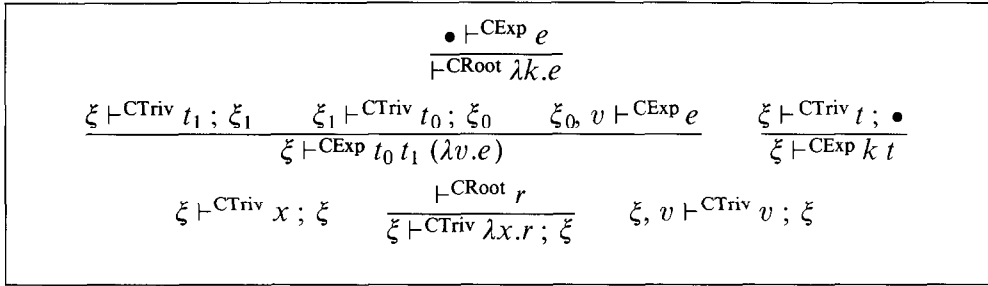 • ⊢^CExp e
⊢^CRoot λk.e
ξ ⊢^CTriv t₁ ; ξ₁ ξ₁ ⊢^CTriv t₀ ; ξ₀ ξ₀, v ⊢^CExp e ξ ⊢^CTriv t ; •
ξ ⊢^CExp t₀ t₁ (λv.e) ξ ⊢^CExp k t
⊢^CRoot r
ξ ⊢^CTriv x ; ξ ξ ⊢^CTriv λx.r ; ξ ξ, v ⊢^CTriv v ; ξ